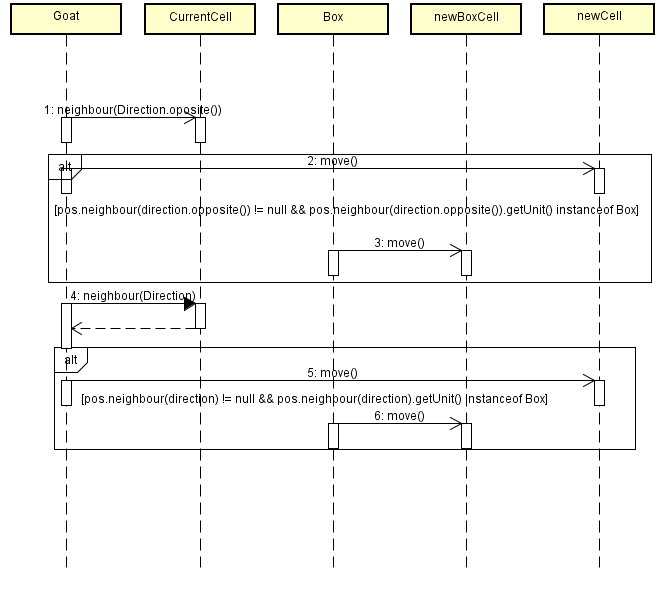 Goat
CurrentCell
Box
newBoxCell
newCell
1: neighbour(Direction.oposite())
alt
2: move()
[pos.neighbour(direction.opposite()) != null && pos.neighbour(direction.opposite()).getUnit() instanceof Box]
3: move()
4: neighbour(Direction)
alt
5: move()
[pos.neighbour(direction) != null && pos.neighbour(direction).getUnit() instanceof Box]
6: move()